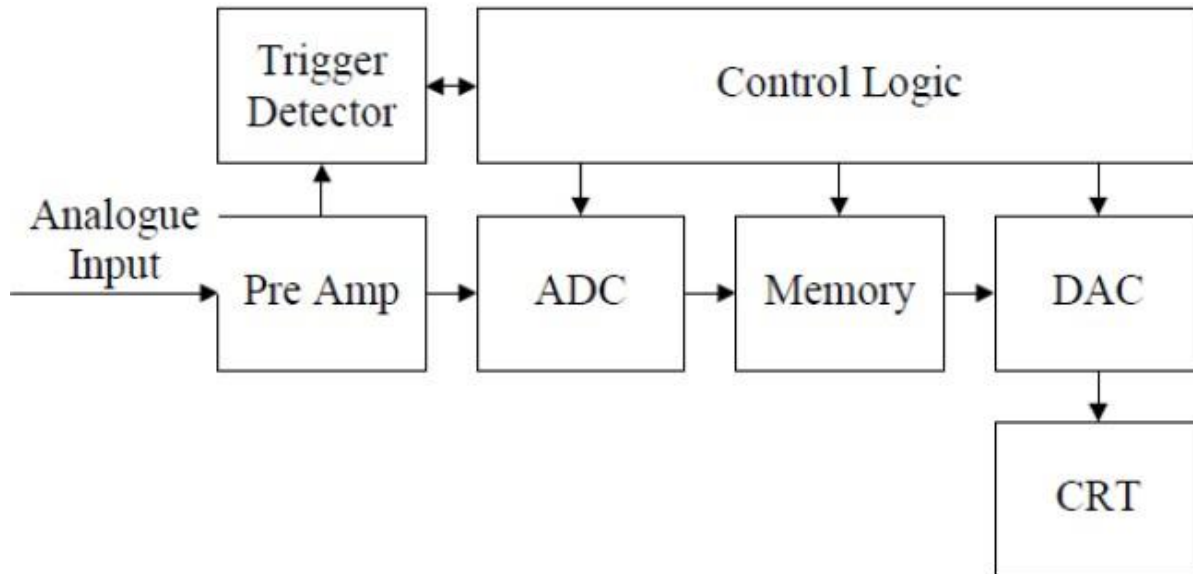 Trigger
Detector
Control Logic
Analogue
Input
Pre Amp
ADC
Memory
DAC
CRT